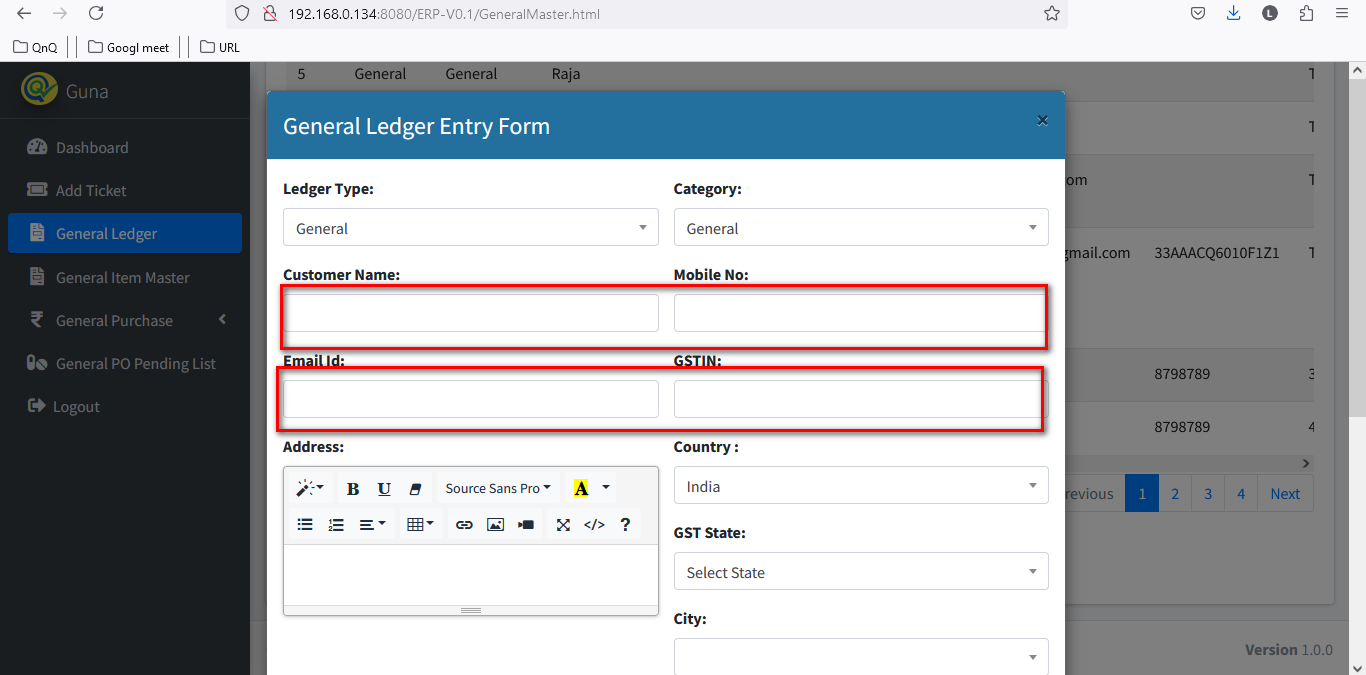 192.168.0.134:8080/ERP-V0.1/GeneralMaster.html
L
QnQ
Googl meet
URL
Guna
Dashboard
Add Ticket
General Ledger
General Item Master
General Purchase
General PO Pending List
Logout
5 General General Raja
General Ledger Entry Form
×
Ledger Type: Category:
General General
Customer Name: Mobile No:
Email Id: GSTIN:
Address: Country :
India
B U Source Sans Pro A
</> ?
GST State:
Select State
City:
com
gmail.com 33AAACQ6010F1Z1
8798789 3
8798789 4
revious 1 2 3 4 Next
Version 1.0.0